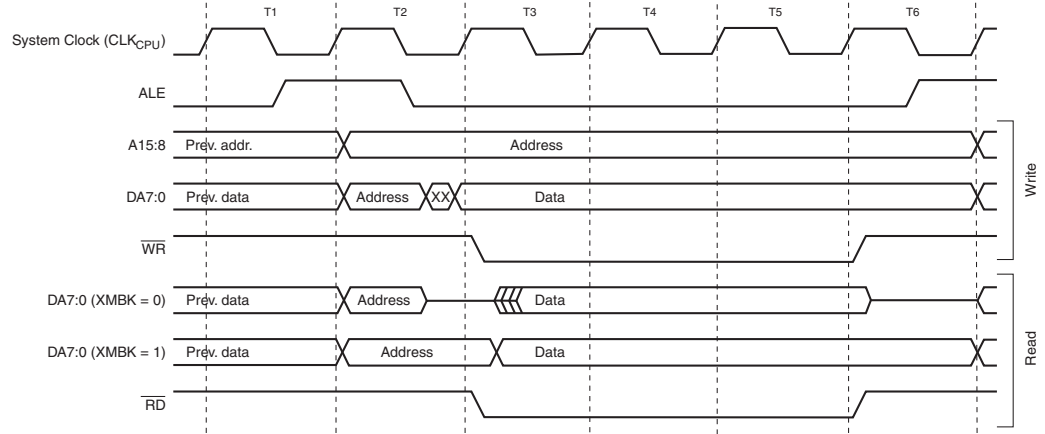 T1 T2 T3 T4 T5 T6
System Clock (CLKCPU)
ALE
A15:8 Prev. addr. Address
DA7:0 Prev. data Address XX Data
WR
Write
DA7:0 (XMBK = 0) Prev. data Address Data
DA7:0 (XMBK = 1) Prev. data Address Data
RD
Read